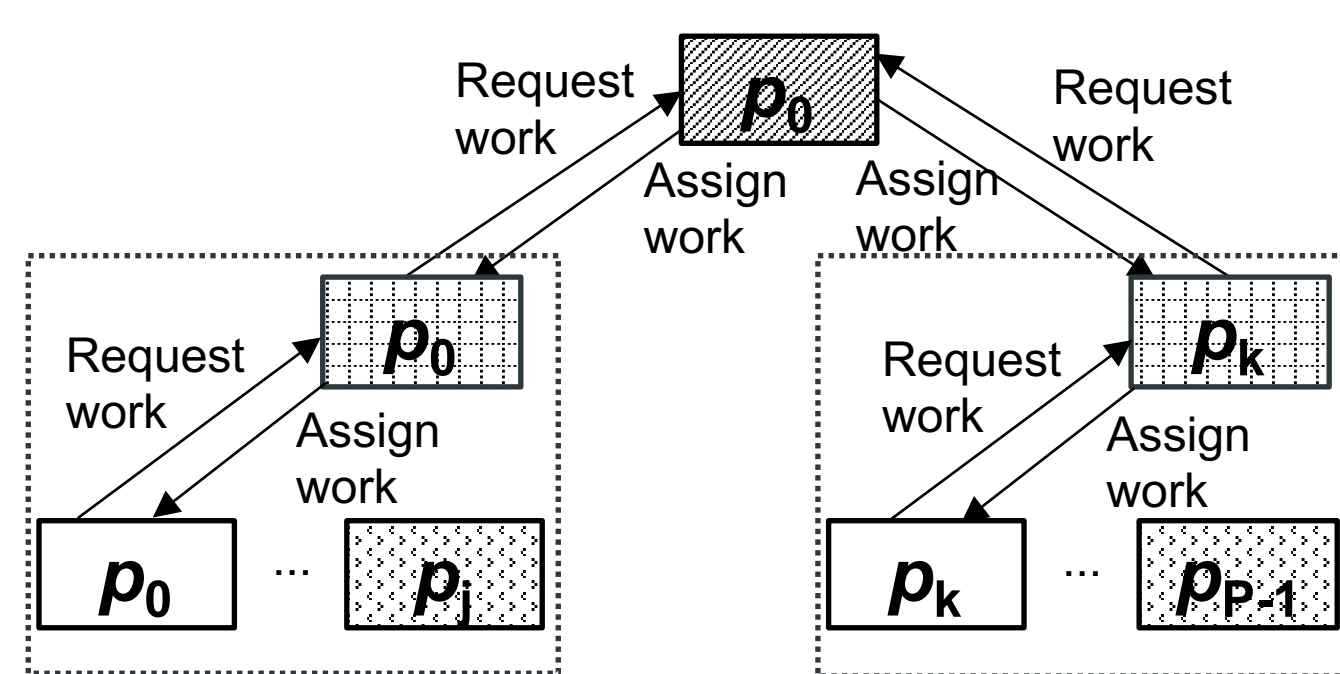 Request
work
p0
Request
work
Assign
work
Assign
work
p0
Request
work
Assign
work
pk
Request
work
Assign
work
p0
...
pj
pk
...
pP-1